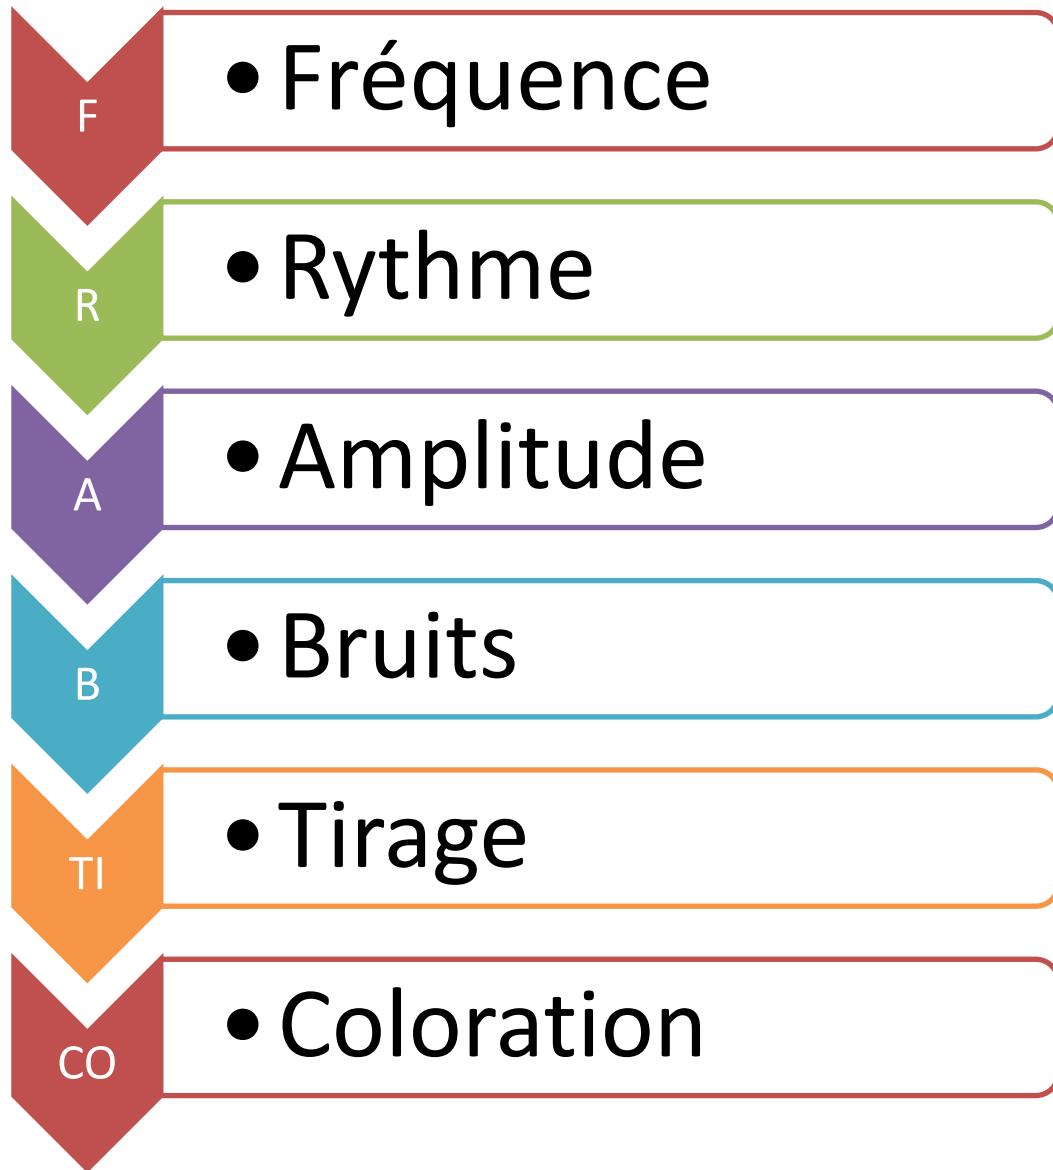 F
• Fréquence
R
• Rythme
A
• Amplitude
B
• Bruits
TI
• Tirage
CO
• Coloration